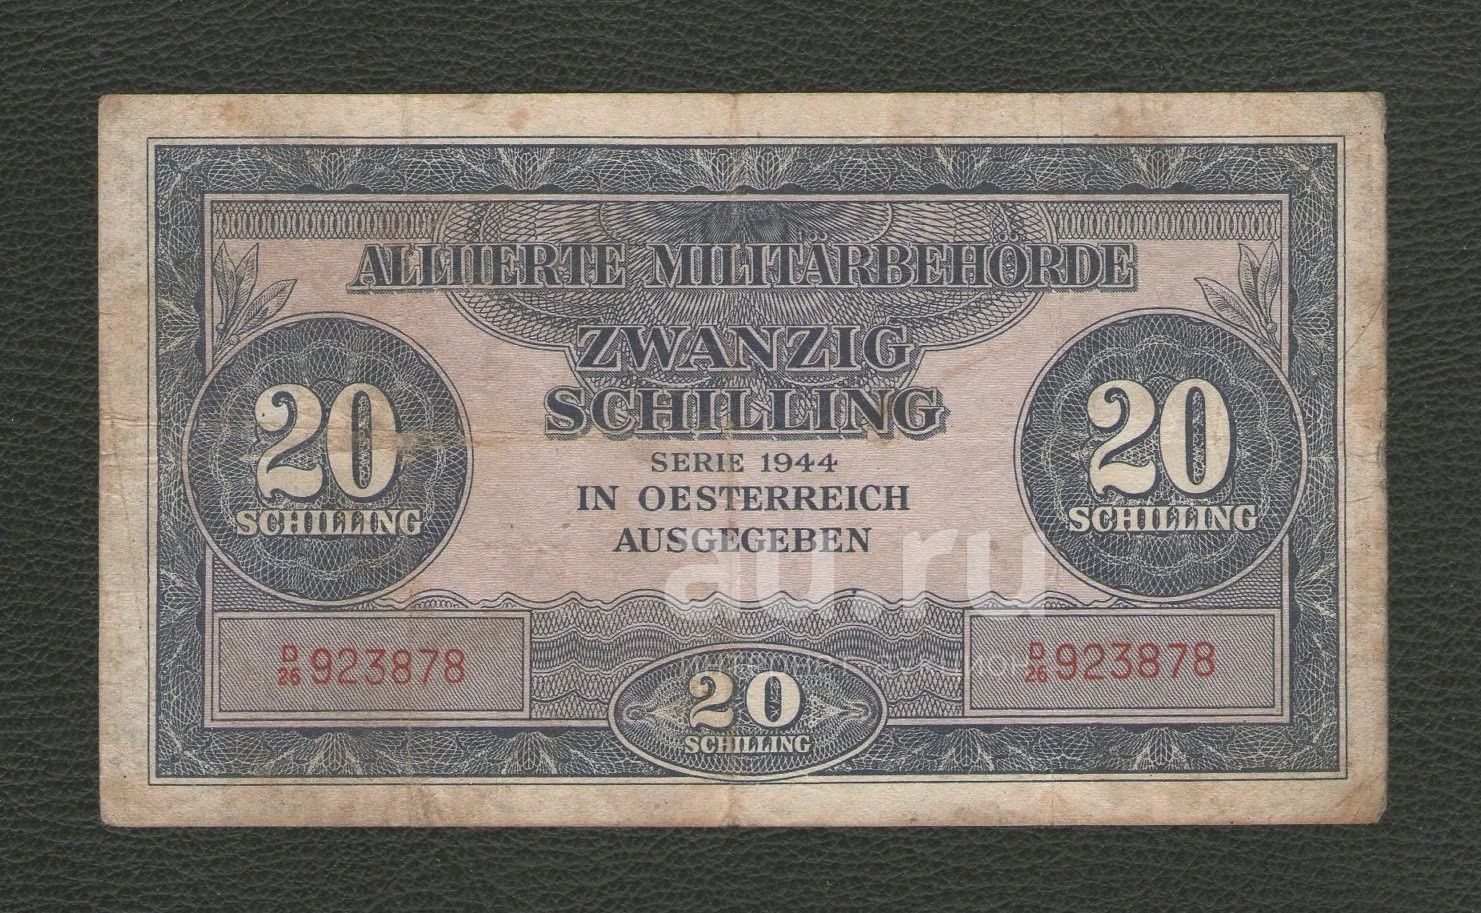 ALLIIERTE MILITÄRBEHÖRDE
ZWANZIG
SCHILLING
SERIE 1944
IN OESTERREICH
AUSGEGEBEN
20
SCHILLING
20
SCHILLING
au.ru
D/26 923878
D/26 923878
20
SCHILLING